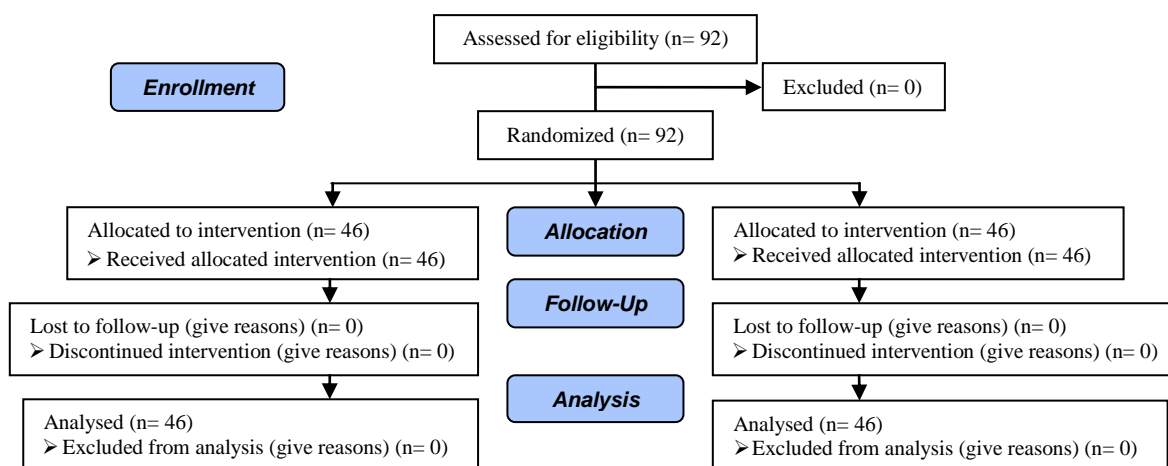 Assessed for eligibility (n= 92)
Enrollment
Excluded (n= 0)
Randomized (n= 92)
Allocated to intervention (n= 46)
➢ Received allocated intervention (n= 46)
Allocation
Allocated to intervention (n= 46)
➢ Received allocated intervention (n= 46)
Follow-Up
Lost to follow-up (give reasons) (n= 0)
➢ Discontinued intervention (give reasons) (n= 0)
Lost to follow-up (give reasons) (n= 0)
➢ Discontinued intervention (give reasons) (n= 0)
Analysis
Analysed (n= 46)
➢ Excluded from analysis (give reasons) (n= 0)
Analysed (n= 46)
➢ Excluded from analysis (give reasons) (n= 0)